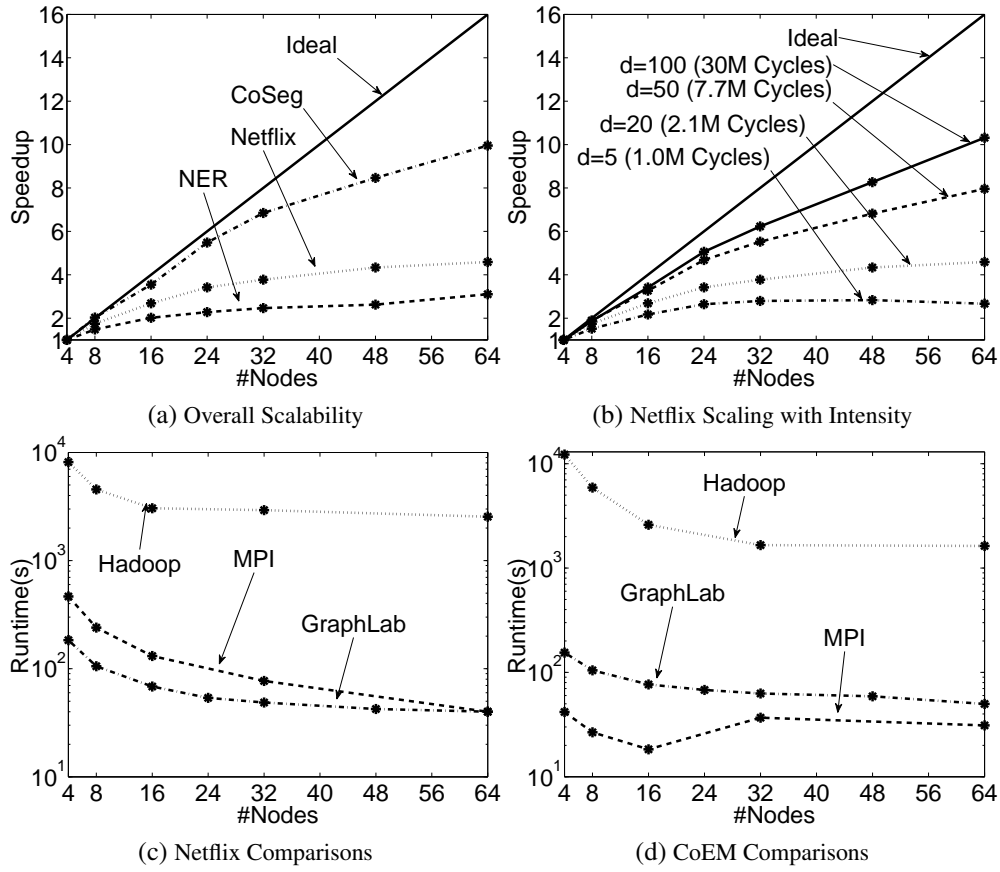 16
14
12
10
8
6
4
2
1
Speedup
Ideal
CoSeg
Netflix
NER
4 8 16 24 32 40 48 56 64
#Nodes
(a) Overall Scalability
16
14
12
10
8
6
4
2
1
Speedup
Ideal
d=100 (30M Cycles)
d=50 (7.7M Cycles)
d=20 (2.1M Cycles)
d=5 (1.0M Cycles)
4 8 16 24 32 40 48 56 64
#Nodes
(b) Netflix Scaling with Intensity
10^4
10^3
10^2
10^1
Runtime(s)
Hadoop
MPI
GraphLab
4 8 16 24 32 40 48 56 64
#Nodes
(c) Netflix Comparisons
10^4
10^3
10^2
10^1
Runtime(s)
Hadoop
GraphLab
MPI
4 8 16 24 32 40 48 56 64
#Nodes
(d) CoEM Comparisons